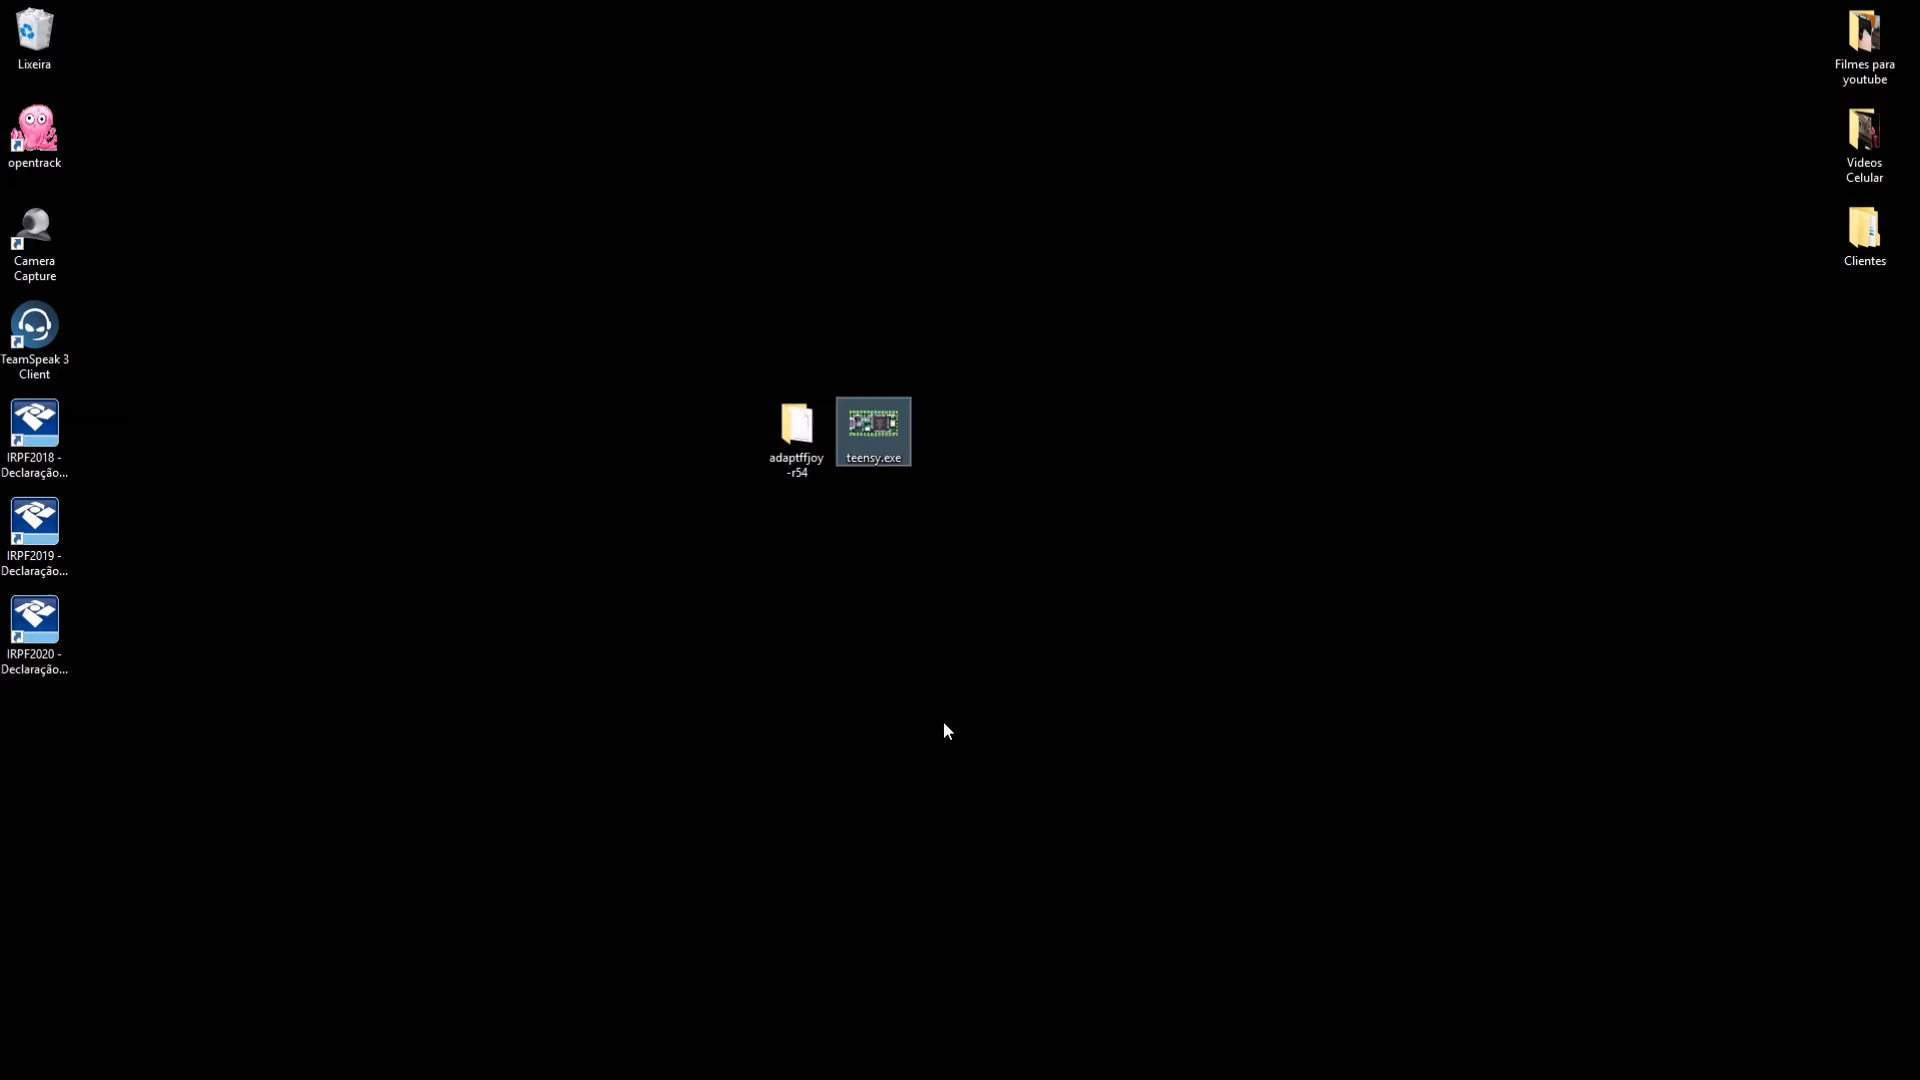 Lixeira
opentrack
Camera
Capture
TeamSpeak 3
Client
IRPF2018 -
Declaração...
IRPF2019 -
Declaração...
IRPF2020 -
Declaração...
adaptffjoy
-r54
teensy.exe
Filmes para
youtube
Videos
Celular
Clientes